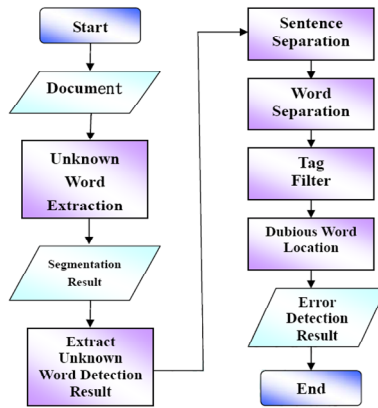 Start
Document
Unknown
Word
Extraction
Segmentation
Result
Extract
Unknown
Word Detection
Result
Sentence
Separation
Word
Separation
Tag
Filter
Dubious Word
Location
Error
Detection
Result
End